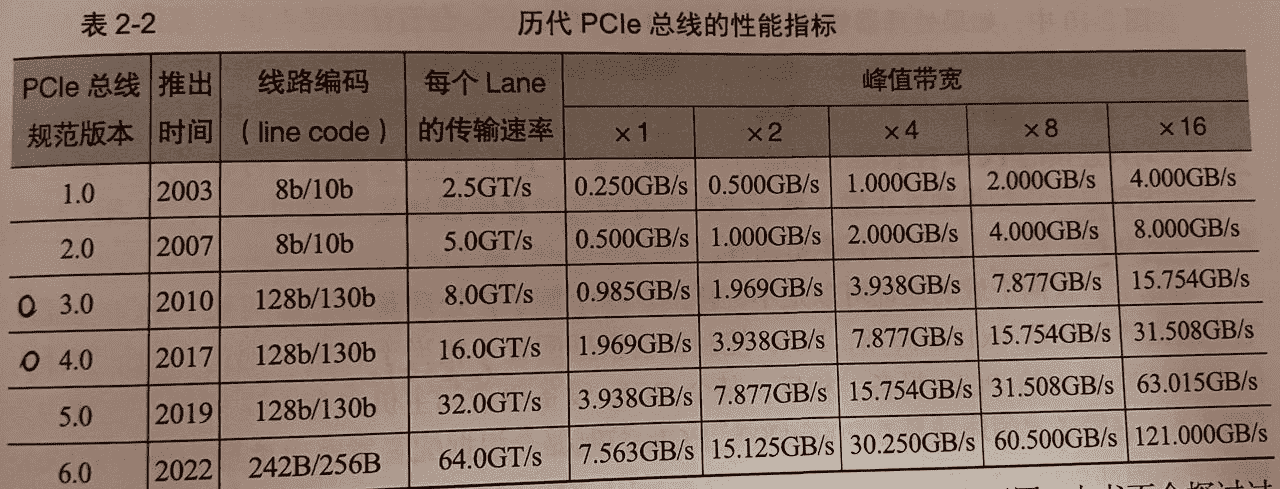 表 2-2 历代 PCIe 总线的性能指标
PCIe 总线规范版本 推出时间 线路编码（line code） 每个 Lane 的传输速率 峰值带宽
×1 ×2 ×4 ×8 ×16
1.0 2003 8b/10b 2.5GT/s 0.250GB/s 0.500GB/s 1.000GB/s 2.000GB/s 4.000GB/s
2.0 2007 8b/10b 5.0GT/s 0.500GB/s 1.000GB/s 2.000GB/s 4.000GB/s 8.000GB/s
3.0 2010 128b/130b 8.0GT/s 0.985GB/s 1.969GB/s 3.938GB/s 7.877GB/s 15.754GB/s
4.0 2017 128b/130b 16.0GT/s 1.969GB/s 3.938GB/s 7.877GB/s 15.754GB/s 31.508GB/s
5.0 2019 128b/130b 32.0GT/s 3.938GB/s 7.877GB/s 15.754GB/s 31.508GB/s 63.015GB/s
6.0 2022 242B/256B 64.0GT/s 7.563GB/s 15.125GB/s 30.250GB/s 60.500GB/s 121.000GB/s